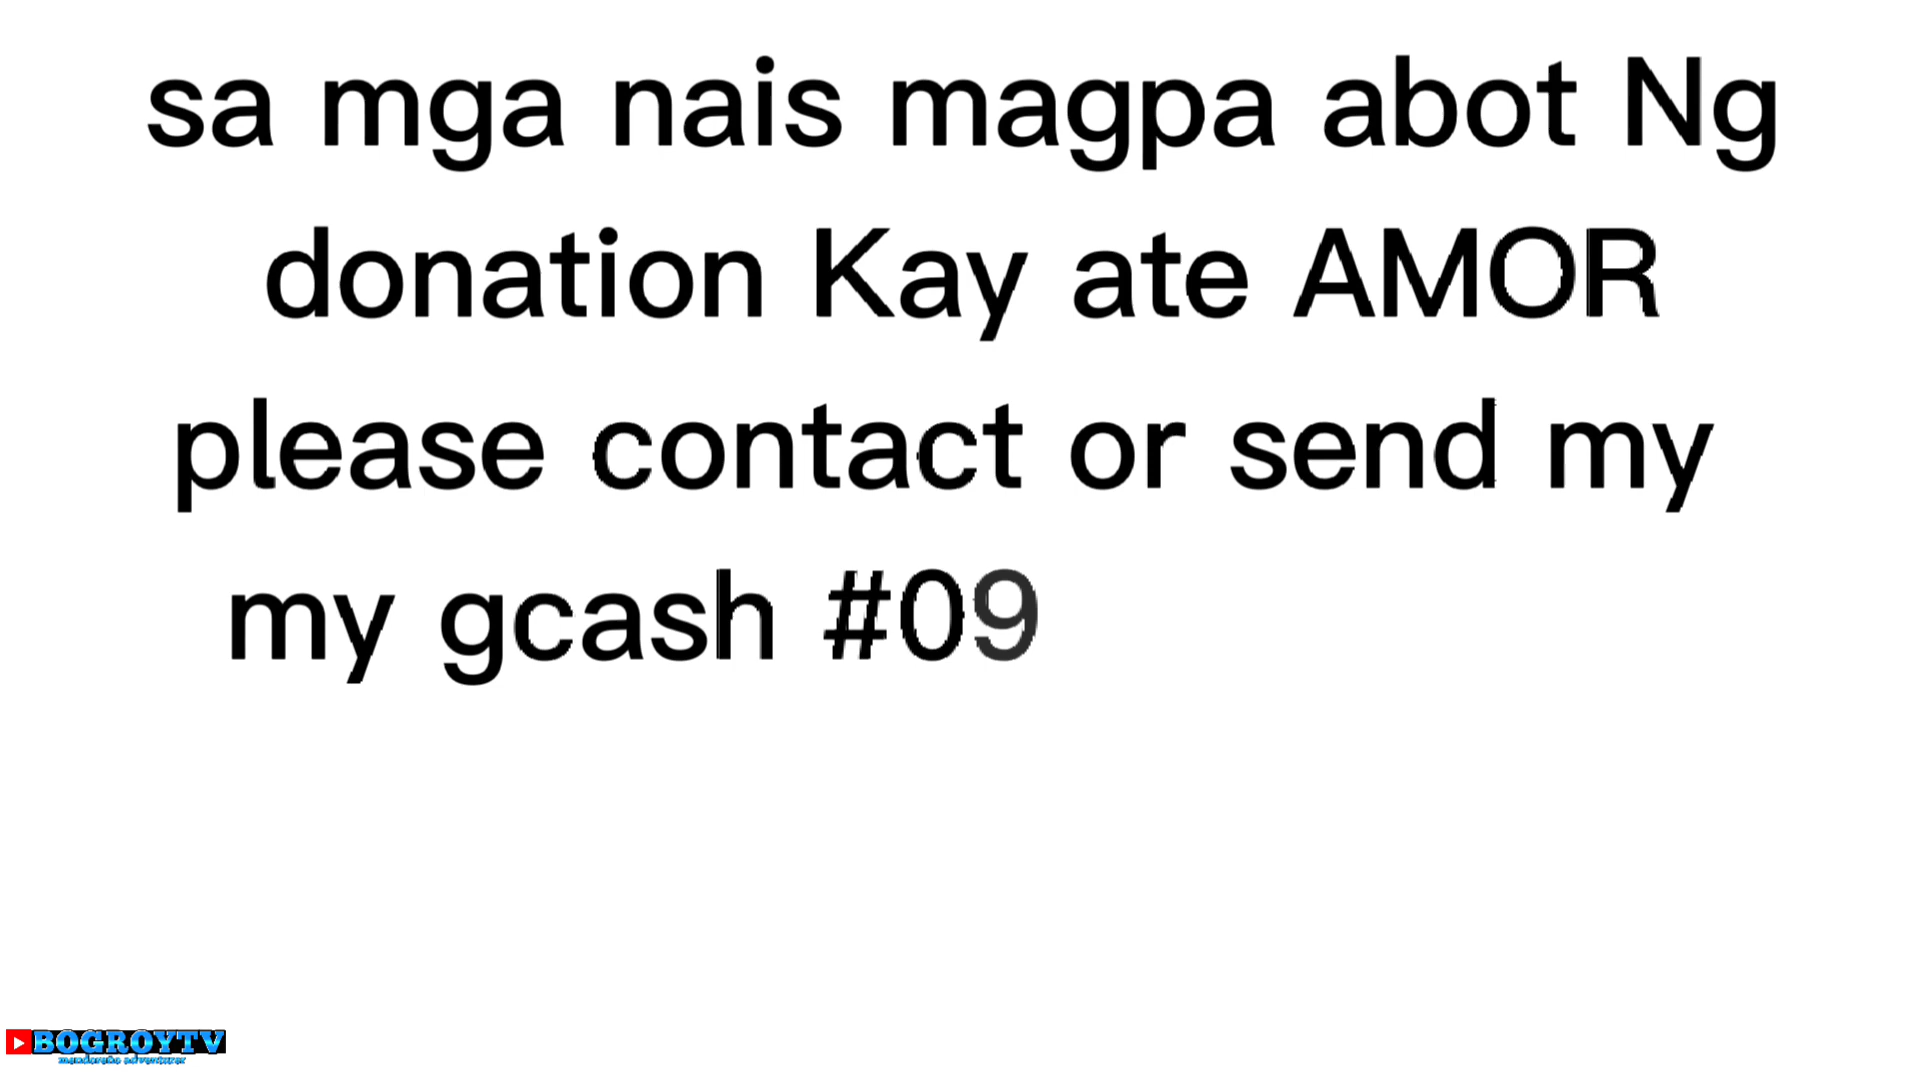 sa mga nais magpa abot Ng
donation Kay ate AMOR
please contact or send my
my gcash #09
BOGROYTV